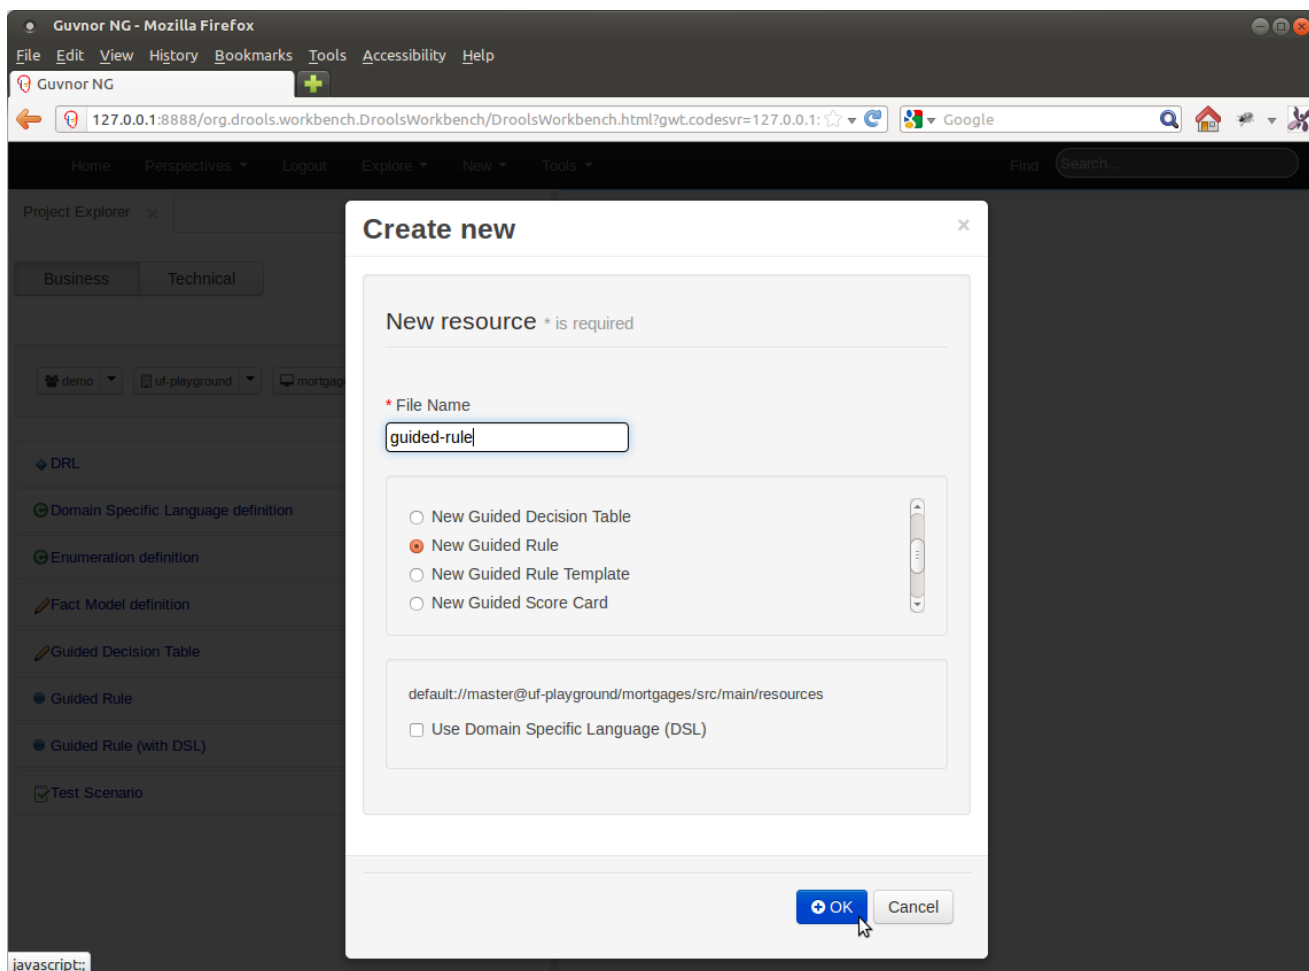 Guvnor NG - Mozilla Firefox
File Edit View History Bookmarks Tools Accessibility Help
Guvnor NG
127.0.0.1:8888/org.drools.workbench.DroolsWorkbench/DroolsWorkbench.html?gwt.codesvr=127.0.0.1: Google
Home Perspectives Logout Explore New Tools Find Search...
Project Explorer
Create new
Business Technical
New resource * is required
demo uf-playground mortgag
* File Name
guided-rule
DRL
Domain Specific Language definition
Enumeration definition
Fact Model definition
Guided Decision Table
Guided Rule
Guided Rule (with DSL)
Test Scenario
New Guided Decision Table
New Guided Rule
New Guided Rule Template
New Guided Score Card
default://master@uf-playground/mortgages/src/main/resources
Use Domain Specific Language (DSL)
OK Cancel
javascript:;